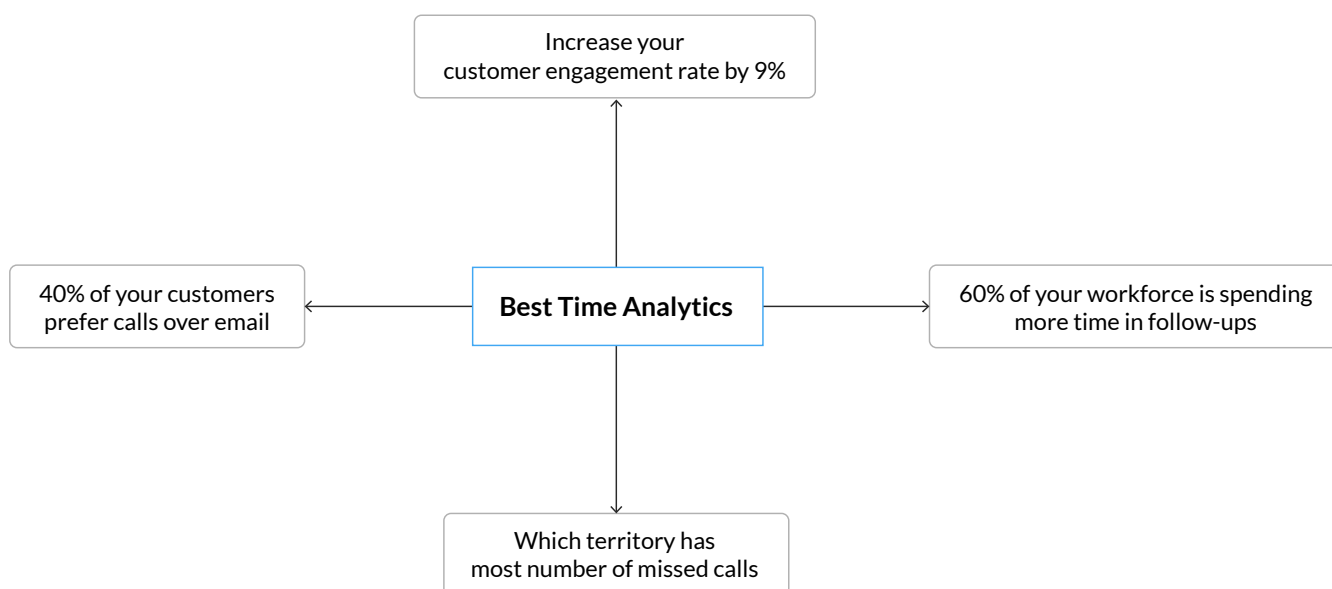 Increase your
customer engagement rate by 9%
40% of your customers
prefer calls over email
Best Time Analytics
60% of your workforce is spending
more time in follow-ups
Which territory has
most number of missed calls